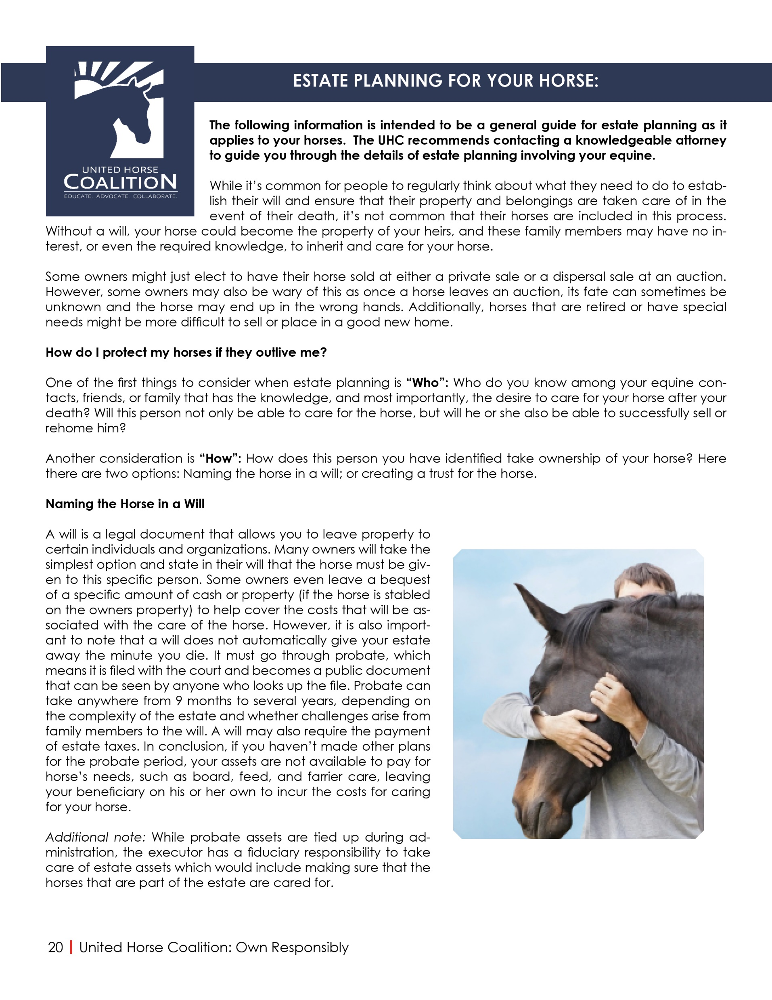 ESTATE PLANNING FOR YOUR HORSE:
UNITED HORSE
COALITION
EDUCATE. ADVOCATE. COLLABORATE.
The following information is intended to be a general guide for estate planning as it
applies to your horses.  The UHC recommends contacting a knowledgeable attorney
to guide you through the details of estate planning involving your equine.
While it’s common for people to regularly think about what they need to do to estab-
lish their will and ensure that their property and belongings are taken care of in the
event of their death, it’s not common that their horses are included in this process.
Without a will, your horse could become the property of your heirs, and these family members may have no in-
terest, or even the required knowledge, to inherit and care for your horse.
Some owners might just elect to have their horse sold at either a private sale or a dispersal sale at an auction.
However, some owners may also be wary of this as once a horse leaves an auction, its fate can sometimes be
unknown and the horse may end up in the wrong hands. Additionally, horses that are retired or have special
needs might be more difficult to sell or place in a good new home.
How do I protect my horses if they outlive me?
One of the first things to consider when estate planning is “Who”: Who do you know among your equine con-
tacts, friends, or family that has the knowledge, and most importantly, the desire to care for your horse after your
death? Will this person not only be able to care for the horse, but will he or she also be able to successfully sell or
rehome him?
Another consideration is “How”: How does this person you have identified take ownership of your horse? Here
there are two options: Naming the horse in a will; or creating a trust for the horse.
Naming the Horse in a Will
A will is a legal document that allows you to leave property to
certain individuals and organizations. Many owners will take the
simplest option and state in their will that the horse must be giv-
en to this specific person. Some owners even leave a bequest
of a specific amount of cash or property (if the horse is stabled
on the owners property) to help cover the costs that will be as-
sociated with the care of the horse. However, it is also import-
ant to note that a will does not automatically give your estate
away the minute you die. It must go through probate, which
means it is filed with the court and becomes a public document
that can be seen by anyone who looks up the file. Probate can
take anywhere from 9 months to several years, depending on
the complexity of the estate and whether challenges arise from
family members to the will. A will may also require the payment
of estate taxes. In conclusion, if you haven’t made other plans
for the probate period, your assets are not available to pay for
horse’s needs, such as board, feed, and farrier care, leaving
your beneficiary on his or her own to incur the costs for caring
for your horse.
Additional note: While probate assets are tied up during ad-
ministration, the executor has a fiduciary responsibility to take
care of estate assets which would include making sure that the
horses that are part of the estate are cared for.
20 | United Horse Coalition: Own Responsibly